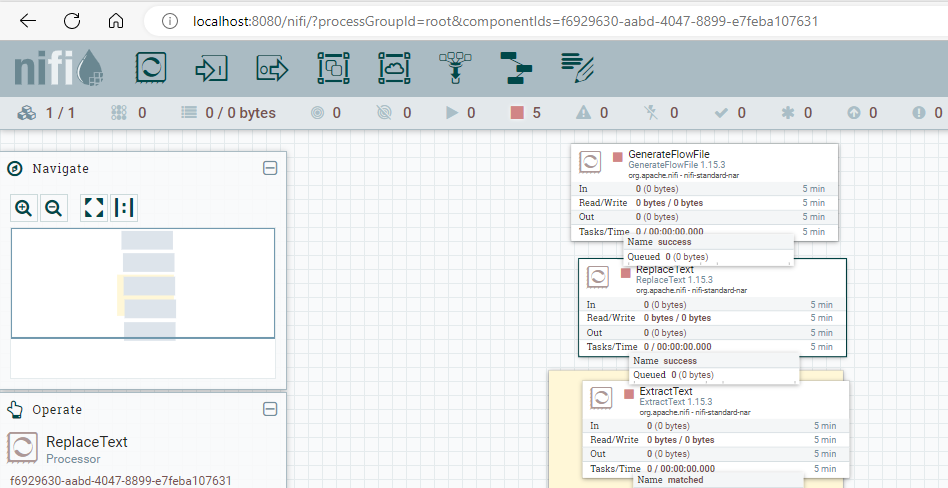 localhost:8080/nifi/?processGroupId=root&componentIds=f6929630-aabd-4047-8899-e7feba107631
nifi
1 / 1 0 0 / 0 bytes 0 0 0 5 0 0 0 0 0 0
Navigate
Operate
ReplaceText
Processor
f6929630-aabd-4047-8899-e7feba107631
GenerateFlowFile
GenerateFlowFile 1.15.3
org.apache.nifi - nifi-standard-nar
In 0 (0 bytes) 5 min
Read/Write 0 bytes / 0 bytes 5 min
Out 0 (0 bytes) 5 min
Tasks/Time 0 / 00:00:00.000 5 min
Name success
Queued 0 (0 bytes)
ReplaceText
ReplaceText 1.15.3
org.apache.nifi - nifi-standard-nar
In 0 (0 bytes) 5 min
Read/Write 0 bytes / 0 bytes 5 min
Out 0 (0 bytes) 5 min
Tasks/Time 0 / 00:00:00.000 5 min
Name success
Queued 0 (0 bytes)
ExtractText
ExtractText 1.15.3
org.apache.nifi - nifi-standard-nar
In 0 (0 bytes) 5 min
Read/Write 0 bytes / 0 bytes 5 min
Out 0 (0 bytes) 5 min
Tasks/Time 0 / 00:00:00.000 5 min
Name matched